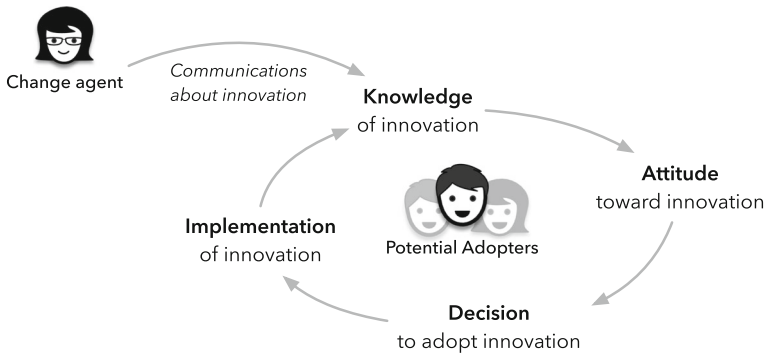 Change agent
Communications
about innovation
Knowledge
of innovation
Attitude
toward innovation
Implementation
of innovation
Potential Adopters
Decision
to adopt innovation